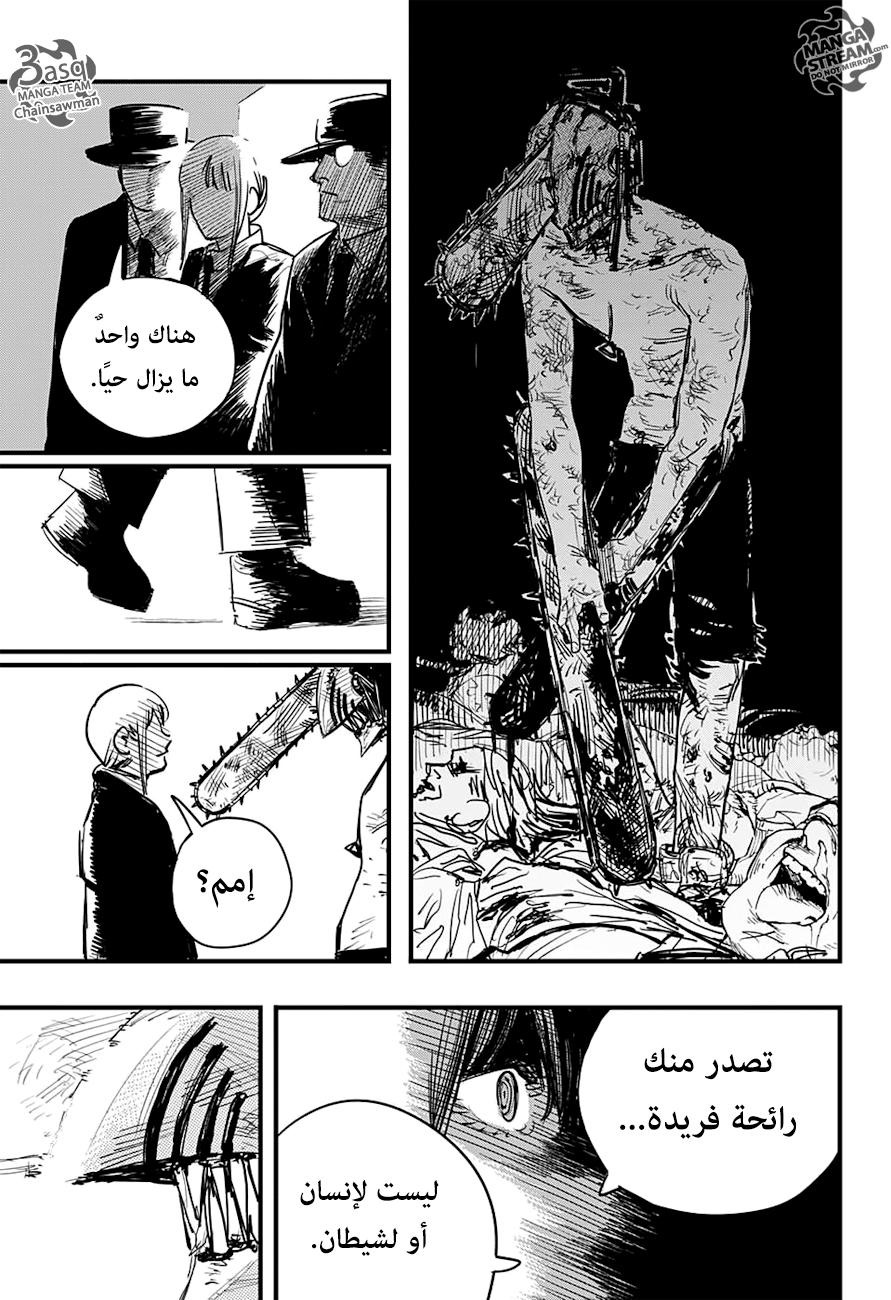 3asq
MANGA TEAM
Chainsawman
MANGA
STREAM.com
DO NOT MIRROR
هناك واحدٌ
ما يزال حيًا.
إمم؟
تصدر منك
رائحة فريدة...
ليست لإنسان
أو لشيطان.